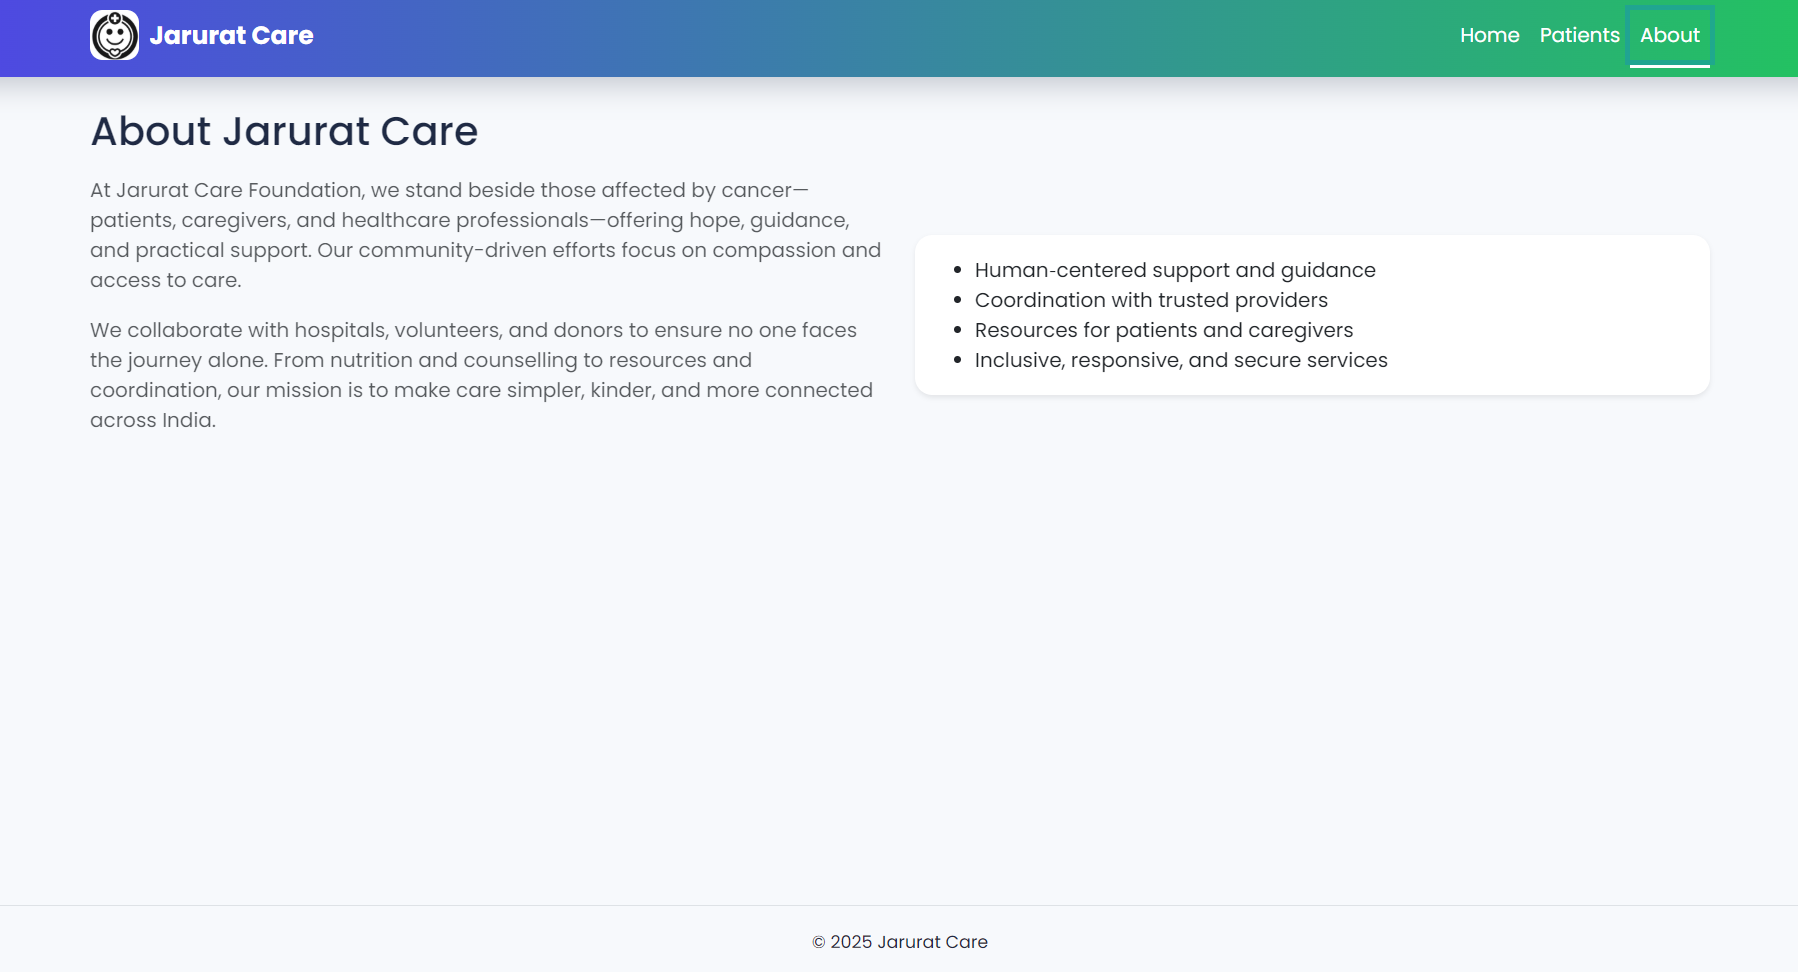 Jarurat Care
Home Patients About
About Jarurat Care
At Jarurat Care Foundation, we stand beside those affected by cancer—
patients, caregivers, and healthcare professionals—offering hope, guidance,
and practical support. Our community-driven efforts focus on compassion and
access to care.
We collaborate with hospitals, volunteers, and donors to ensure no one faces
the journey alone. From nutrition and counselling to resources and
coordination, our mission is to make care simpler, kinder, and more connected
across India.
Human-centered support and guidance
Coordination with trusted providers
Resources for patients and caregivers
Inclusive, responsive, and secure services
© 2025 Jarurat Care